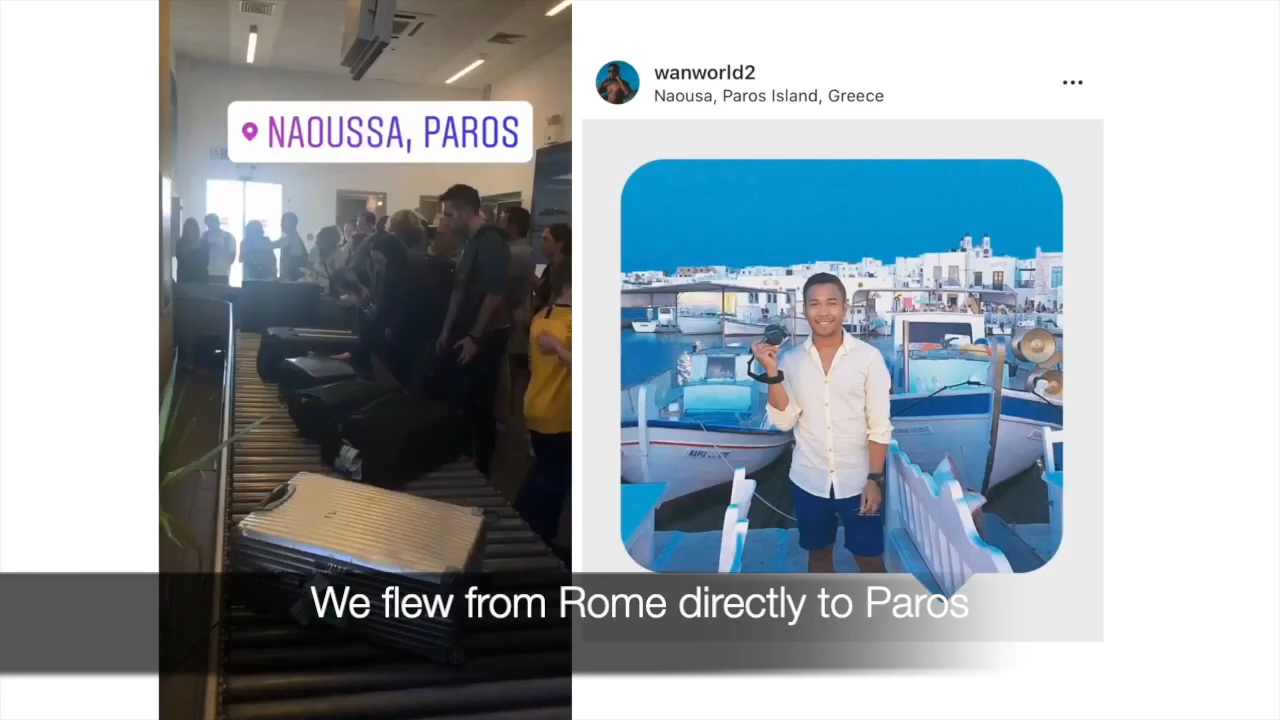 NAOUSSA, PAROS
wanworld2
Naousa, Paros Island, Greece
We flew from Rome directly to Paros